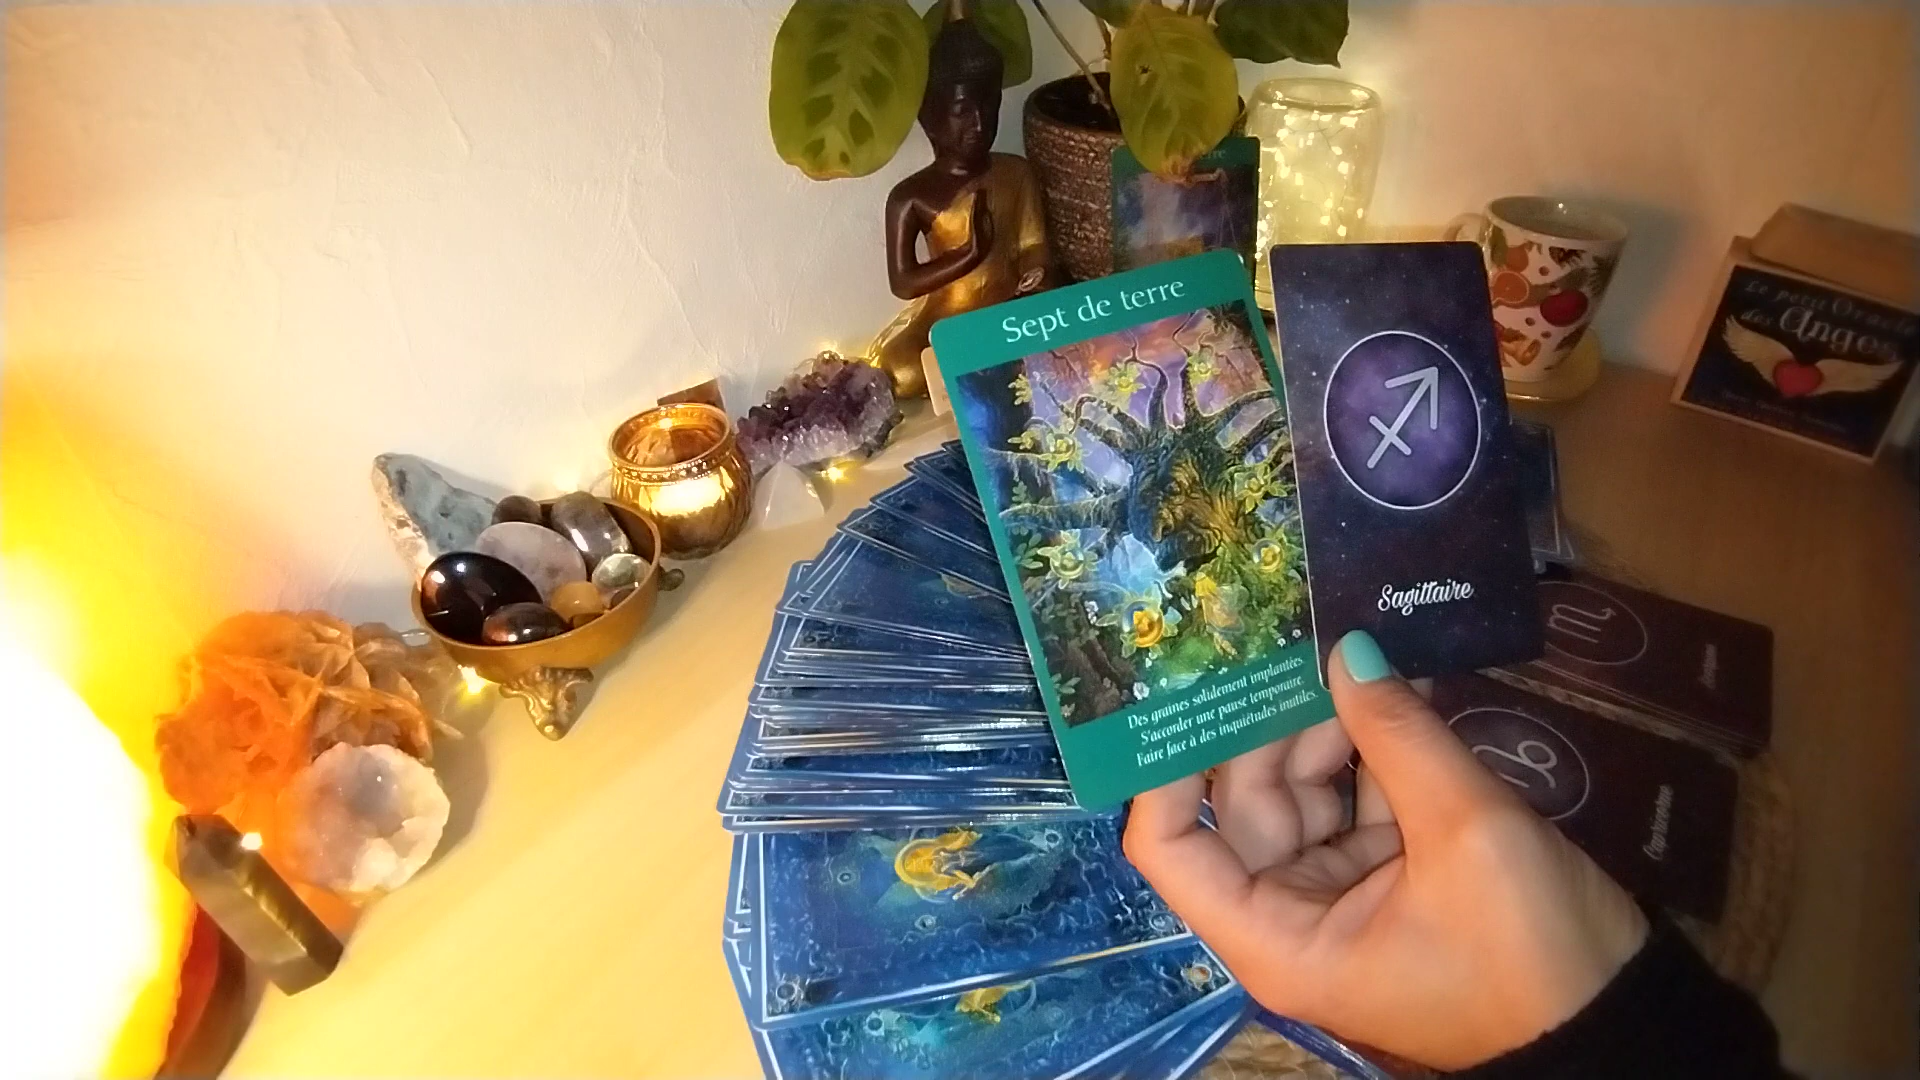 Sept de terre
Des graines solidement implantées.
S'accorder une pause temporaire.
Faire face à des inquiétudes inutiles.
Sagittaire
Le petit Oracle
des Anges
Capricorne